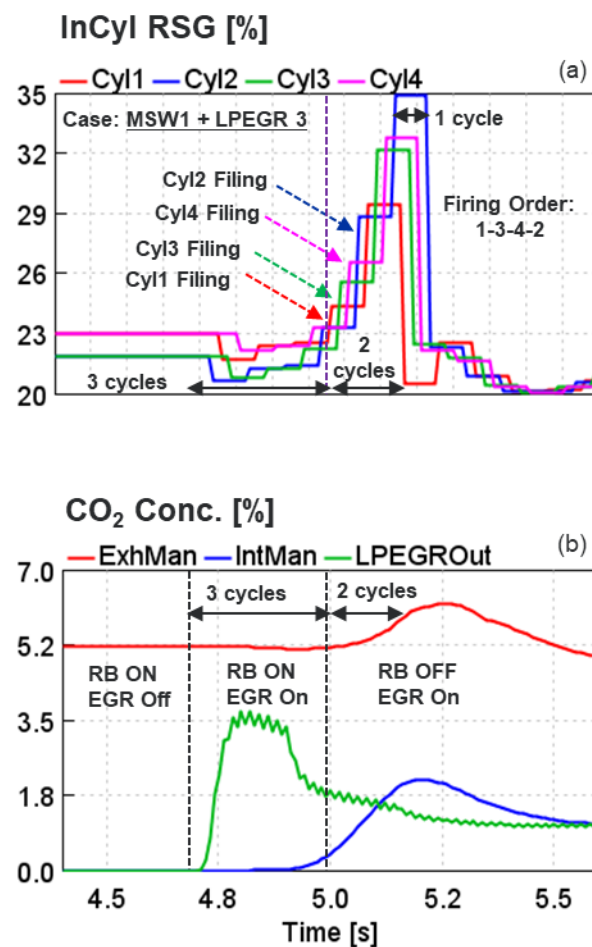 InCyl RSG [%]
Cyl1 Cyl2 Cyl3 Cyl4 (a)
35
Case: MSW1 + LPEGR 3
1 cycle
32
Cyl2 Filing
Cyl4 Filing
Firing Order:
1-3-4-2
29
Cyl3 Filing
26
Cyl1 Filing
23
3 cycles
2
cycles
20
CO₂ Conc. [%]
ExhMan IntMan LPEGROut (b)
7.0
3 cycles 2 cycles
5.2
RB ON
EGR Off
RB ON
EGR On
RB OFF
EGR On
3.5
1.8
0.0
4.5 4.8 5.0 5.2 5.5
Time [s]